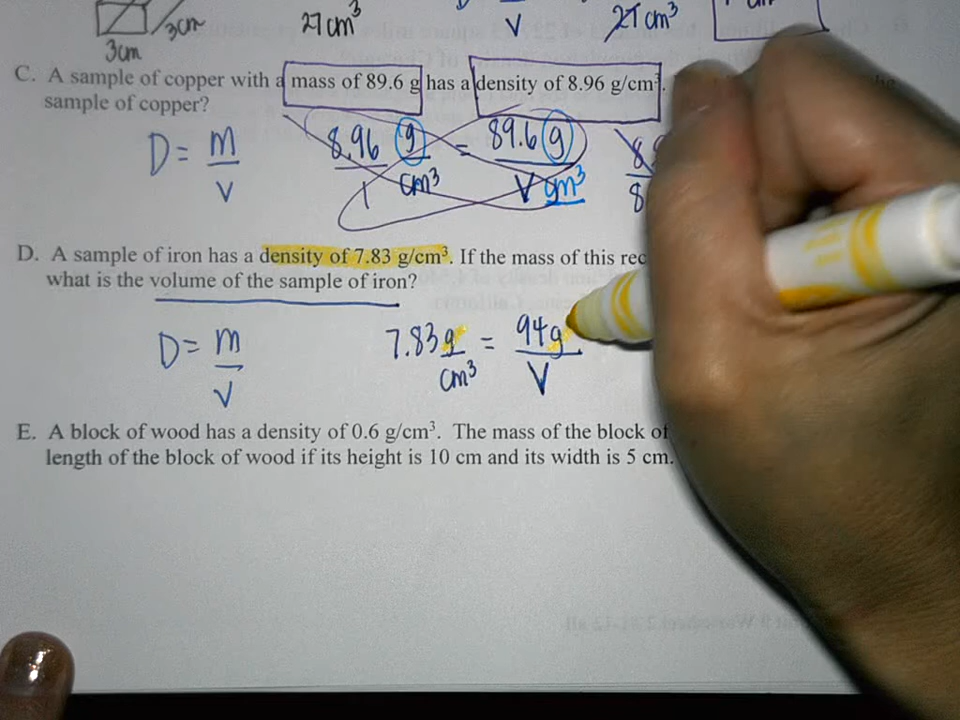 3cm 3cm 27cm³ V 27cm³
C. A sample of copper with a mass of 89.6 g has a density of 8.96 g/cm³.
sample of copper?
D = m/v 8.96 g / 1 cm³ = 89.6 g / V cm³ 8
D. A sample of iron has a density of 7.83 g/cm³. If the mass of this rec
what is the volume of the sample of iron?
D = m/v 7.83 g/cm³ = 94g/V
E. A block of wood has a density of 0.6 g/cm³. The mass of the block of
length of the block of wood if its height is 10 cm and its width is 5 cm.